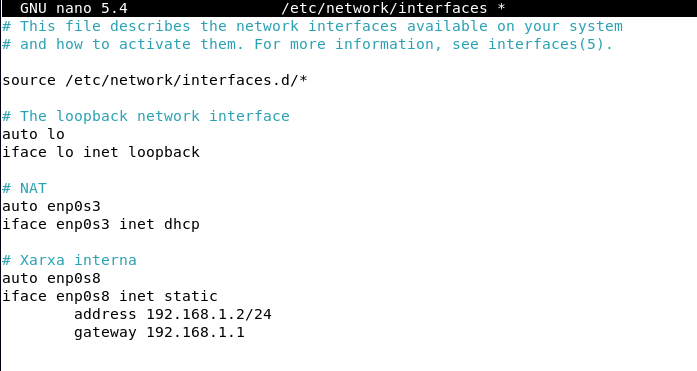 GNU nano 5.4 /etc/network/interfaces *
# This file describes the network interfaces available on your system
# and how to activate them. For more information, see interfaces(5).
source /etc/network/interfaces.d/*
# The loopback network interface
auto lo
iface lo inet loopback
# NAT
auto enp0s3
iface enp0s3 inet dhcp
# Xarxa interna
auto enp0s8
iface enp0s8 inet static
address 192.168.1.2/24
gateway 192.168.1.1